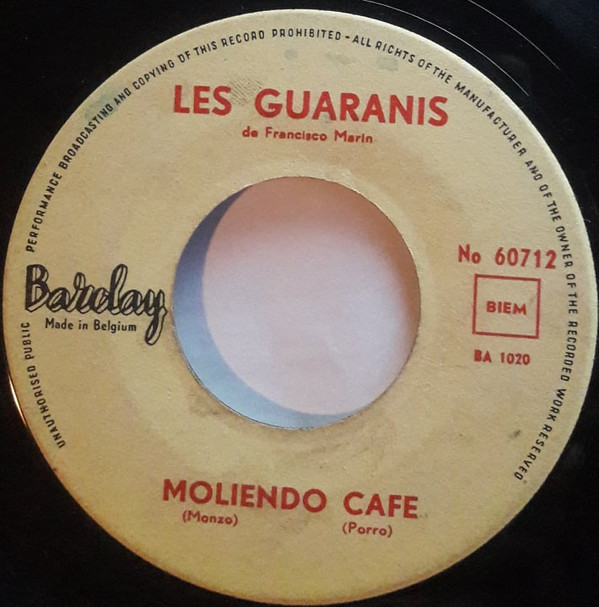 UNAUTHORISED PUBLIC PERFORMANCE BROADCASTING AND COPYING OF THIS RECORD PROHIBITED - ALL RIGHTS OF THE MANUFACTURER AND OF THE OWNER OF THE RECORDED WORK RESERVED
LES GUARANIS
de Francisco Marin
Barclay
Made in Belgium
No 60712
BIEM
BA 1020
MOLIENDO CAFE
(Monzo) (Porro)